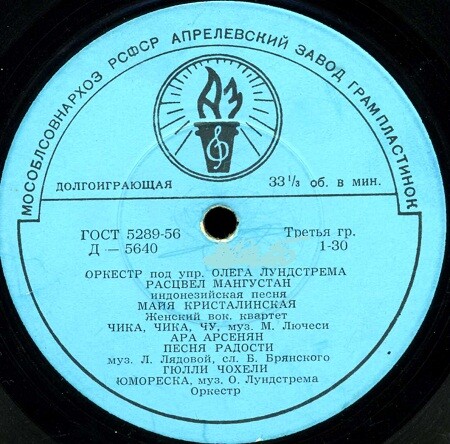 МОСОБЛСОВНАРХОЗ РСФСР АПРЕЛЕВСКИЙ ЗАВОД ГРАМПЛАСТИНОК
АЗ
ДОЛГОИГРАЮЩАЯ 33 1/3 об. в мин.
ГОСТ 5289-56 Третья гр.
Д — 5640 1-30
ОРКЕСТР под упр. ОЛЕГА ЛУНДСТРЕМА
РАСЦВЕЛ МАНГУСТАН
индонезийская песня
МАЙЯ КРИСТАЛИНСКАЯ
Женский вок. квартет
ЧИКА, ЧИКА, ЧУ, муз. М. Лючеси
АРА АРСЕНЯН
ПЕСНЯ РАДОСТИ
муз. Л. Лядовой, сл. Б. Брянского
ГЮЛЛИ ЧОХЕЛИ
ЮМОРЕСКА, муз. О. Лундстрема
Оркестр